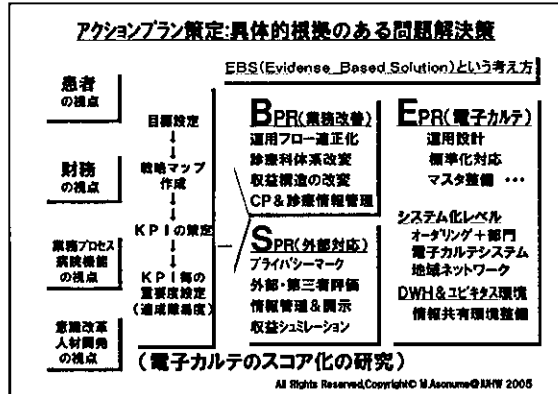 アクションプラン策定:具体的根拠のある問題解決策
EBS(Evidense Based Solution)という考え方
患者
の視点
財務
の視点
業務プロセス
病院機能
の視点
意識改革
人材開発
の視点
目標設定
↓
戦略マップ
作成
↓
KPIの策定
↓
KPI毎の
重要度設定
(達成難易度)
BPR(業務改善)
運用フロー適正化
診療科体系改変
収益構造の改変
CP&診療情報管理
SPR(外部対応)
プライバシーマーク
外部・第三者評価
情報管理&開示
収益シュミレーション
EPR(電子カルテ)
運用設計
標準化対応
マスタ整備 ・・・
システム化レベル
オーダリング+部門
電子カルテシステム
地域ネットワーク
DWH&ユビキタス環境
情報共有環境整備
(電子カルテのスコア化の研究)
All Rights Reserved,Copyright© M.Asonuma@IUHW 2005